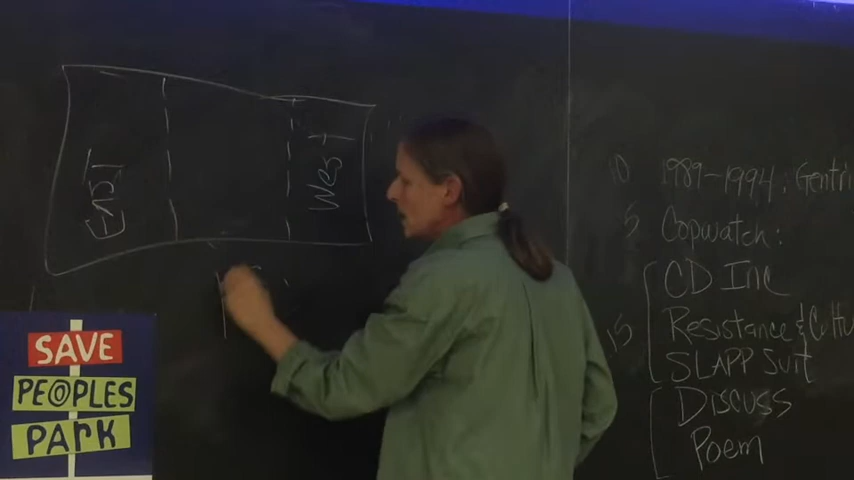 East
West
SAVE
PEOPLES
PARK
10 1989-1994: Gentri
5 Copwatch:
CD Inc
15 Resistance & Cultu
SLAPP Suit
Discuss
Poem